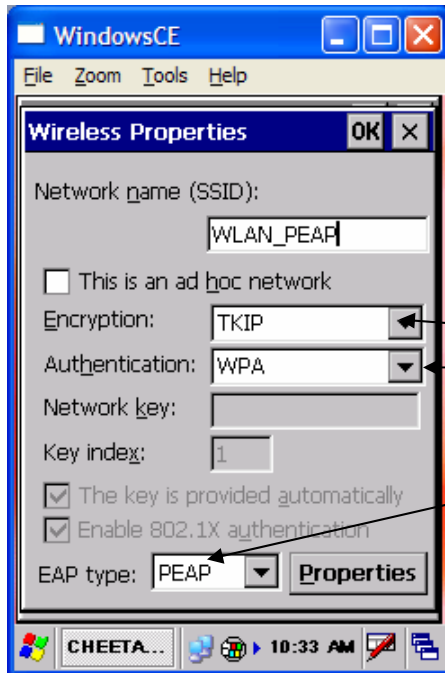 WindowsCE
File Zoom Tools Help
Wireless Properties OK ×
Network name (SSID):
WLAN_PEAP
This is an ad hoc network
Encryption: TKIP
Authentication: WPA
Network key:
Key index: 1
The key is provided automatically
Enable 802.1X authentication
EAP type: PEAP Properties
CHEETA... 10:33 AM